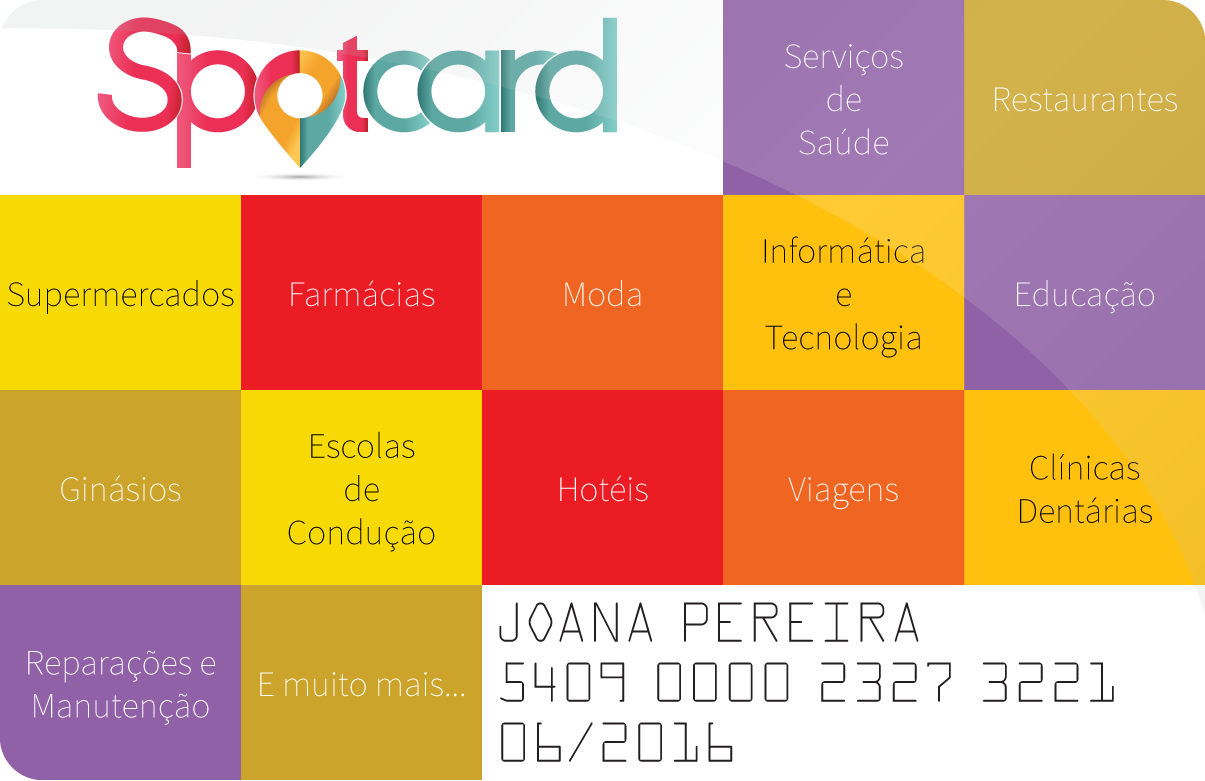 Spotcard
Serviços
de
Saúde
Restaurantes
Supermercados
Farmácias
Moda
Informática
e
Tecnologia
Educação
Ginásios
Escolas
de
Condução
Hotéis
Viagens
Clínicas
Dentárias
Reparações e
Manutenção
E muito mais...
JOANA PEREIRA
5409 0000 2327 3221
06/2016